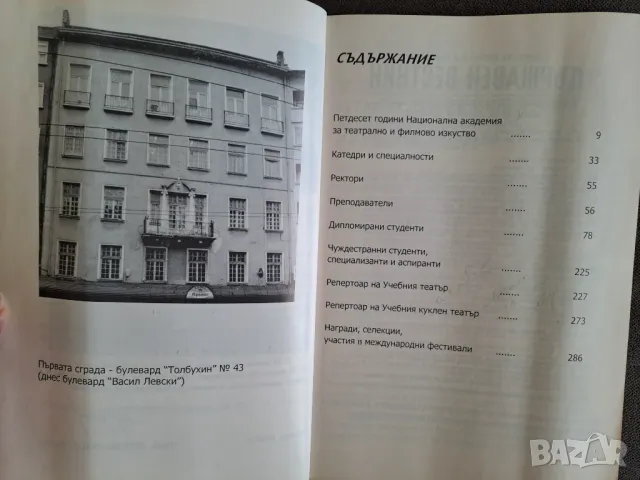 Първата сграда - булевард "Толбухин" № 43
(днес булевард "Васил Левски")
СЪДЪРЖАНИЕ
Петдесет години Национална академия
за театрално и филмово изкуство ....... 9
Катедри и специалности ...... 33
Ректори ....... 55
Преподаватели ....... 56
Дипломирани студенти ....... 78
Чуждестранни студенти,
специализанти и аспиранти ....... 225
Репертоар на Учебния театър ....... 227
Репертоар на Учебния куклен театър ....... 273
Награди, селекции,
участия в международни фестивали ....... 286
BAZAR